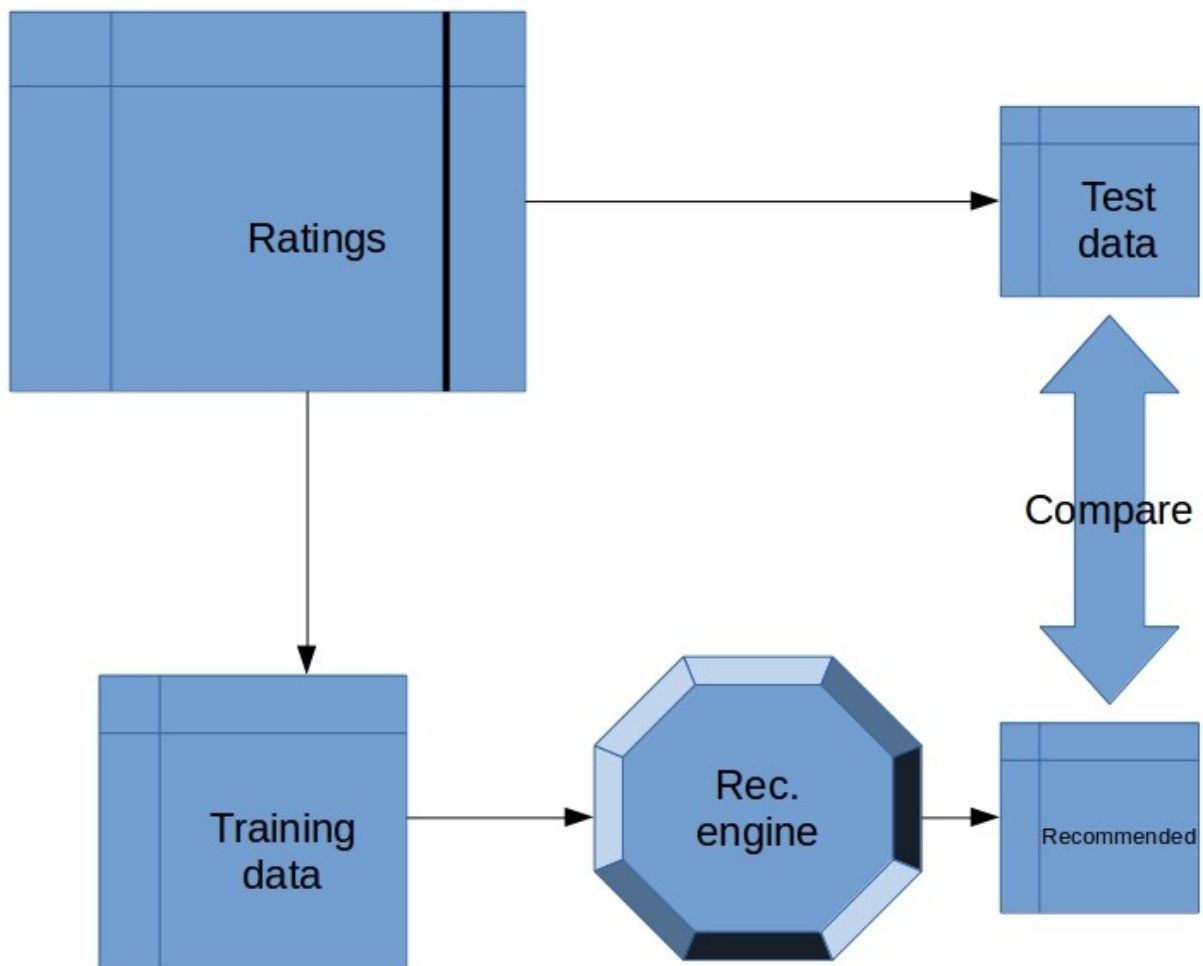 Ratings
Test
data
Compare
Training
data
Rec.
engine
Recommended